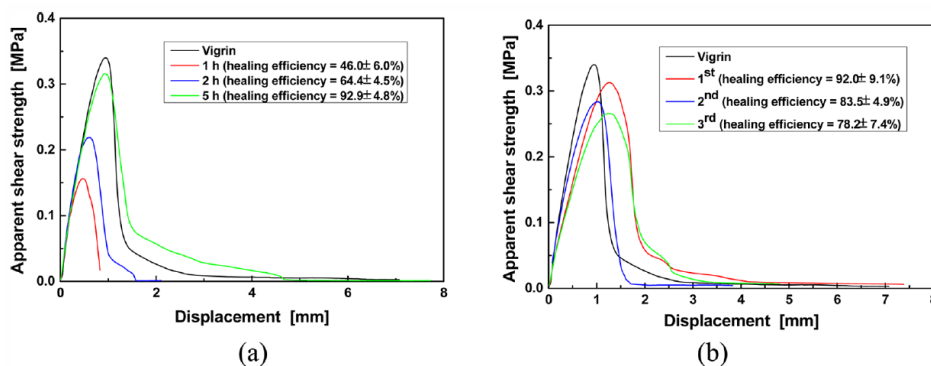 (a)
0.4
0.3
0.2
0.1
0.0
Apparent shear strength [MPa]
Vigrin
1 h (healing efficiency = 46.0± 6.0%)
2 h (healing efficiency = 64.4± 4.5%)
5 h (healing efficiency = 92.9± 4.8%)
0 2 4 6 8
Displacement [mm]
(a)
(b)
0.4
0.3
0.2
0.1
0.0
Apparent shear strength [MPa]
Vigrin
1st (healing efficiency = 92.0± 9.1%)
2nd (healing efficiency = 83.5± 4.9%)
3rd (healing efficiency = 78.2± 7.4%)
0 1 2 3 4 5 6 7 8
Displacement [mm]
(b)